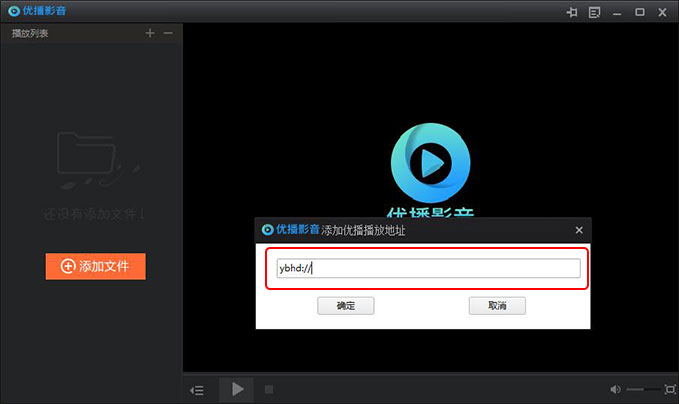 优播影音
播放列表
还没有添加文件！
添加文件
优播影音
优播影音 添加优播播放地址
ybhd://
确定
取消